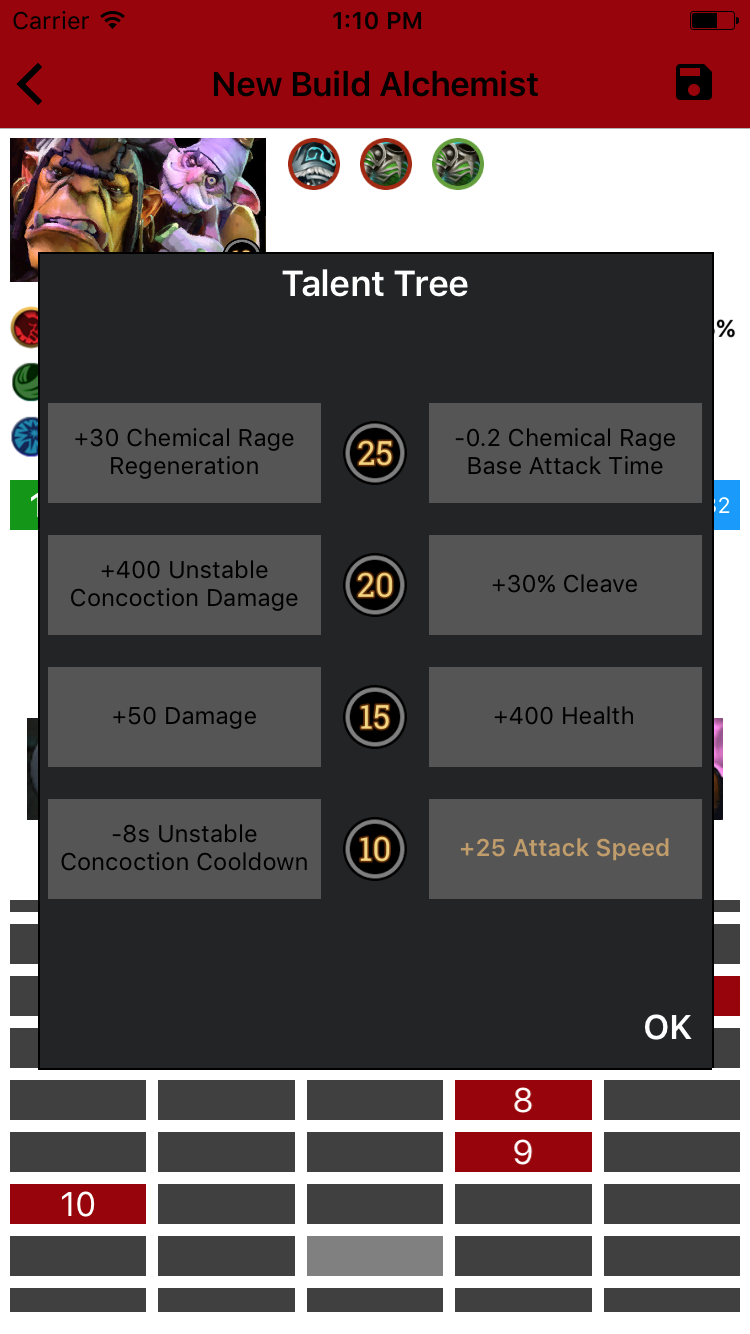 Carrier 1:10 PM
New Build Alchemist
Talent Tree
%
+30 Chemical Rage
Regeneration
25
-0.2 Chemical Rage
Base Attack Time
2
+400 Unstable
Concoction Damage
20
+30% Cleave
+50 Damage
15
+400 Health
-8s Unstable
Concoction Cooldown
10
+25 Attack Speed
OK
8
9
10